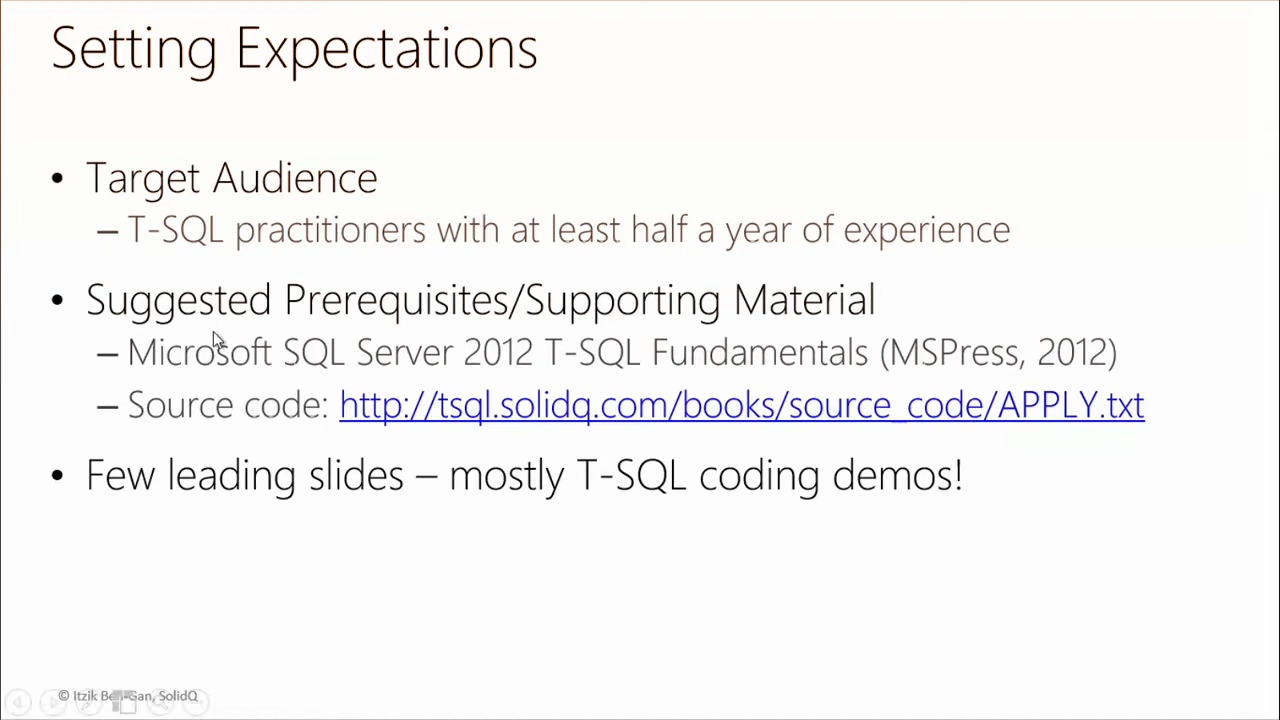 Setting Expectations
• Target Audience
– T-SQL practitioners with at least half a year of experience
• Suggested Prerequisites/Supporting Material
– Microsoft SQL Server 2012 T-SQL Fundamentals (MSPress, 2012)
– Source code: http://tsql.solidq.com/books/source_code/APPLY.txt
• Few leading slides – mostly T-SQL coding demos!
© Itzik Ben-Gan, SolidQ